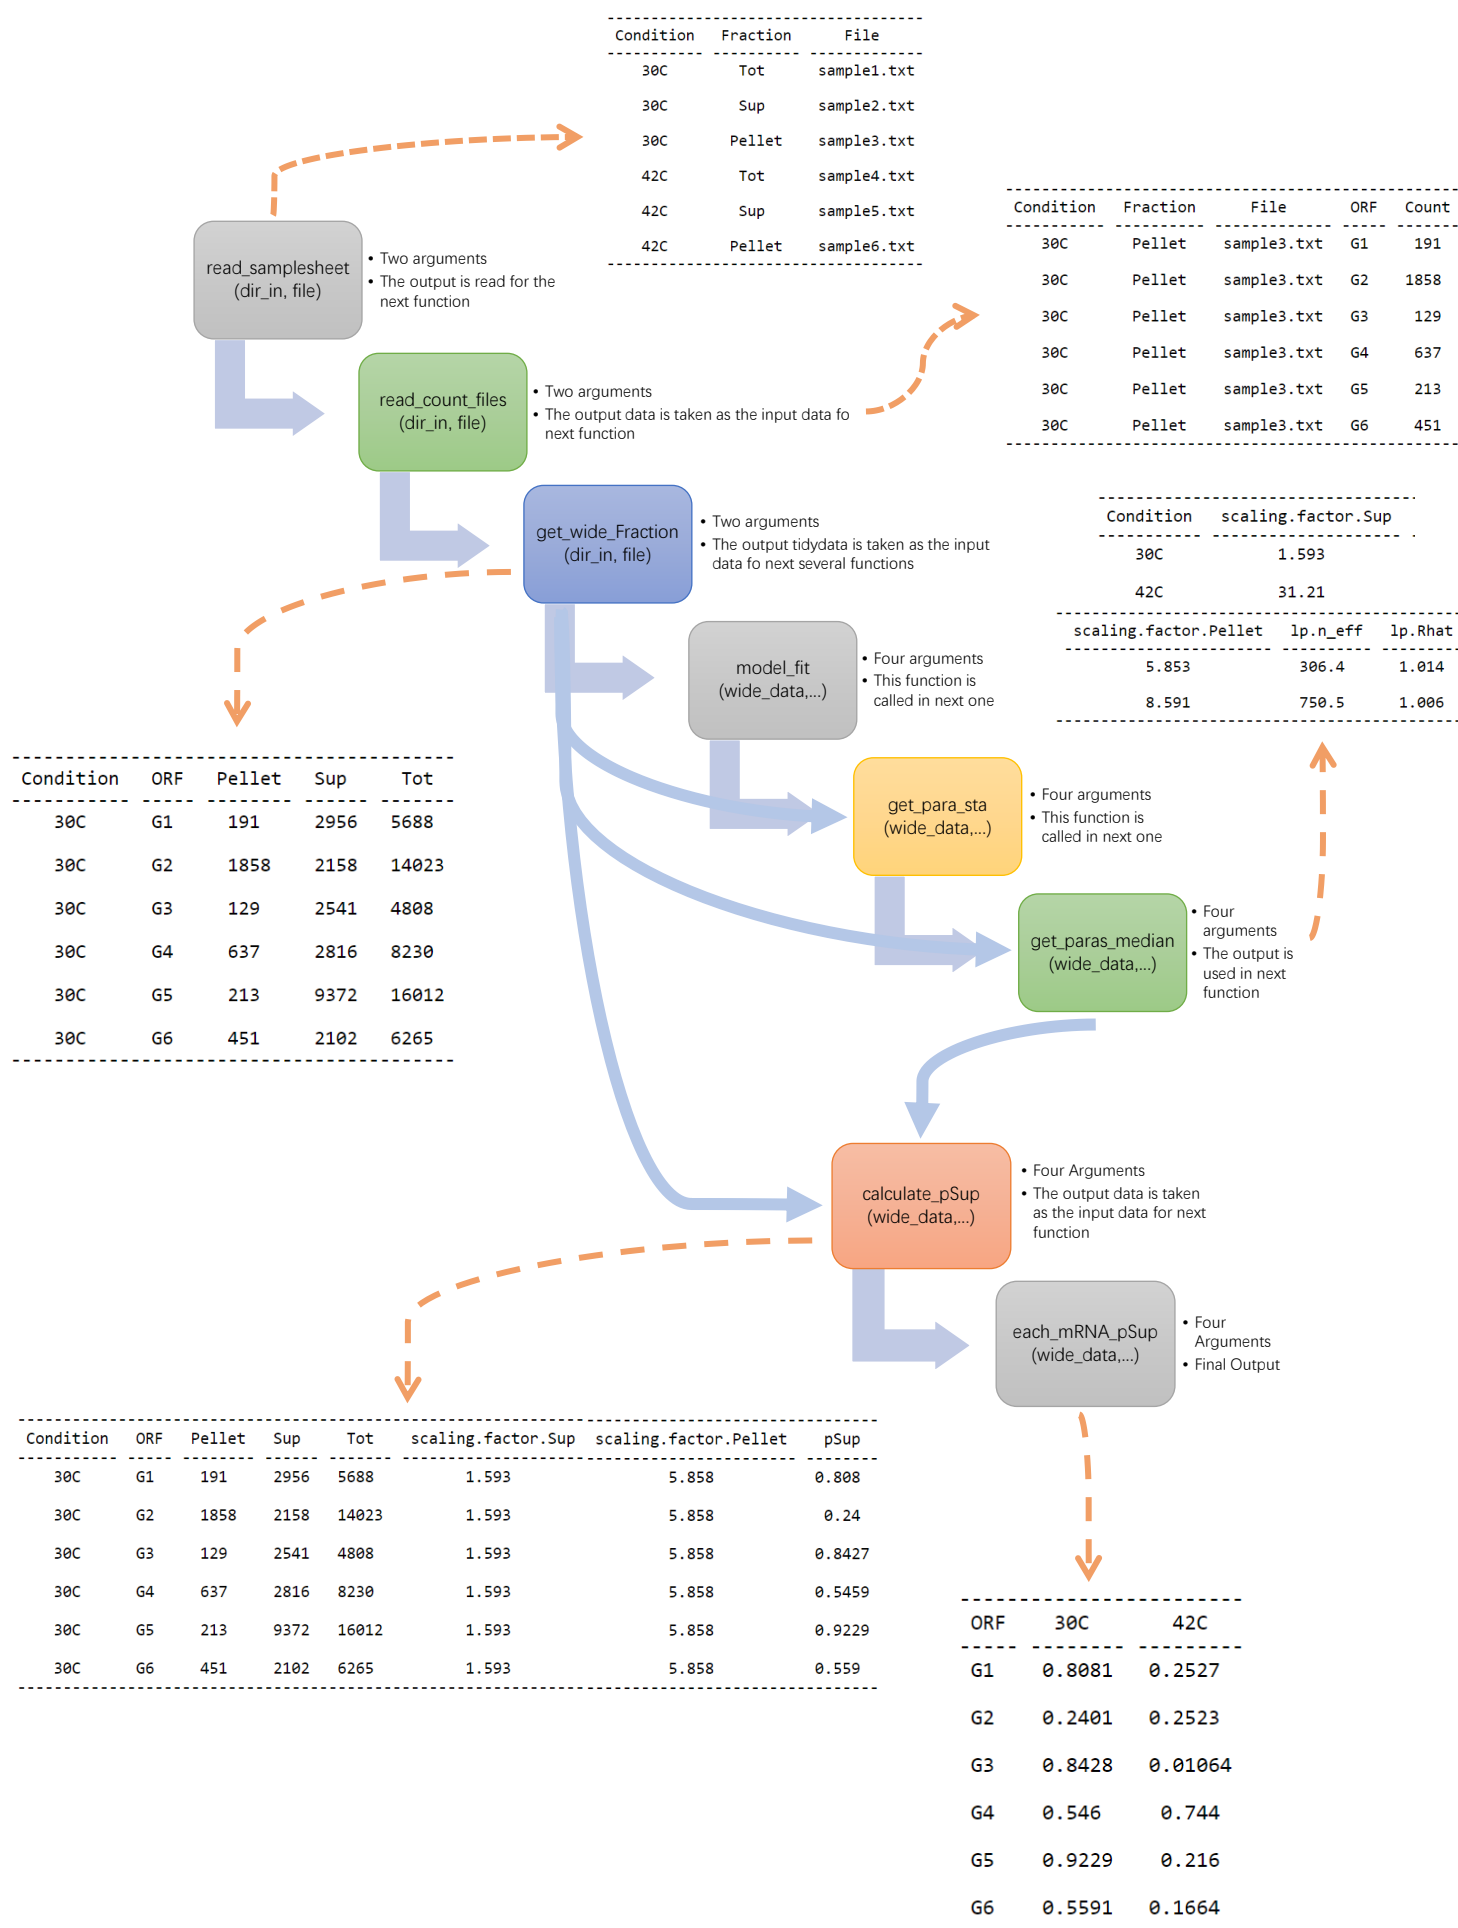 Condition Fraction File
30C Tot sample1.txt
30C Sup sample2.txt
30C Pellet sample3.txt
42C Tot sample4.txt
42C Sup sample5.txt
42C Pellet sample6.txt
read_samplesheet
(dir_in, file)
• Two arguments
• The output is read for the
next function
Condition Fraction File ORF Count
30C Pellet sample3.txt G1 191
30C Pellet sample3.txt G2 1858
30C Pellet sample3.txt G3 129
30C Pellet sample3.txt G4 637
30C Pellet sample3.txt G5 213
30C Pellet sample3.txt G6 451
read_count_files
(dir_in, file)
• Two arguments
• The output data is taken as the input data fo
next function
get_wide_Fraction
(dir_in, file)
• Two arguments
• The output tidydata is taken as the input
data fo next several functions
Condition scaling.factor.Sup
30C 1.593
42C 31.21
scaling.factor.Pellet lp.n_eff lp.Rhat
5.853 306.4 1.014
8.591 750.5 1.006
model_fit
(wide_data,...)
• Four arguments
• This function is
called in next one
Condition ORF Pellet Sup Tot
30C G1 191 2956 5688
30C G2 1858 2158 14023
30C G3 129 2541 4808
30C G4 637 2816 8230
30C G5 213 9372 16012
30C G6 451 2102 6265
get_para_sta
(wide_data,...)
• Four arguments
• This function is
called in next one
get_paras_median
(wide_data,...)
• Four
arguments
• The output is
used in next
function
calculate_pSup
(wide_data,...)
• Four Arguments
• The output data is taken
as the input data for next
function
each_mRNA_pSup
(wide_data,...)
• Four
Arguments
• Final Output
Condition ORF Pellet Sup Tot scaling.factor.Sup scaling.factor.Pellet pSup
30C G1 191 2956 5688 1.593 5.858 0.808
30C G2 1858 2158 14023 1.593 5.858 0.24
30C G3 129 2541 4808 1.593 5.858 0.8427
30C G4 637 2816 8230 1.593 5.858 0.5459
30C G5 213 9372 16012 1.593 5.858 0.9229
30C G6 451 2102 6265 1.593 5.858 0.559
ORF 30C 42C
G1 0.8081 0.2527
G2 0.2401 0.2523
G3 0.8428 0.01064
G4 0.546 0.744
G5 0.9229 0.216
G6 0.5591 0.1664